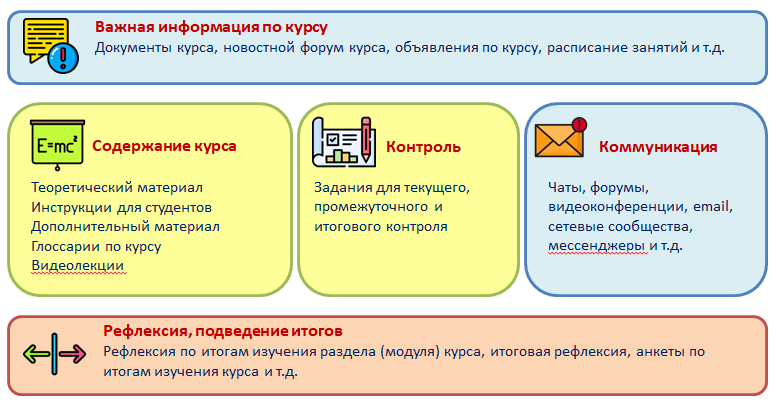 Важная информация по курсу
Документы курса, новостной форум курса, объявления по курсу, расписание занятий и т.д.
E=mc²
Содержание курса
Теоретический материал
Инструкции для студентов
Дополнительный материал
Глоссарии по курсу
Видеолекции
Контроль
Задания для текущего,
промежуточного и
итогового контроля
Коммуникация
Чаты, форумы,
видеоконференции, email,
сетевые сообщества,
мессенджеры и т.д.
Рефлексия, подведение итогов
Рефлексия по итогам изучения раздела (модуля) курса, итоговая рефлексия, анкеты по
итогам изучения курса и т.д.